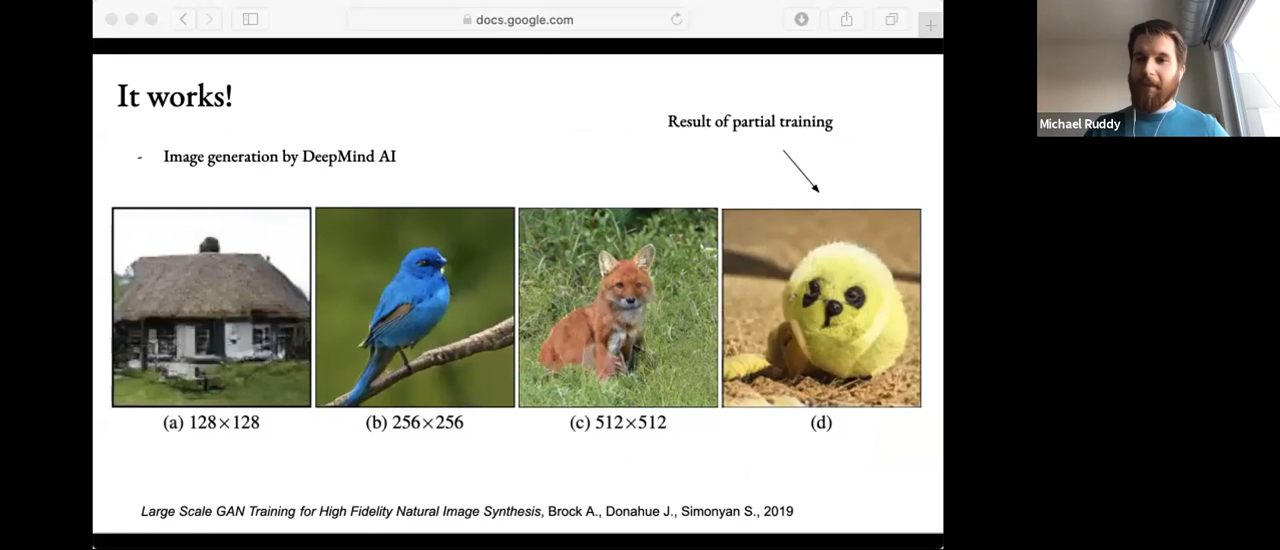 docs.google.com
It works!
Result of partial training
- Image generation by DeepMind AI
(a) 128×128
(b) 256×256
(c) 512×512
(d)
Large Scale GAN Training for High Fidelity Natural Image Synthesis, Brock A., Donahue J., Simonyan S., 2019
Michael Ruddy